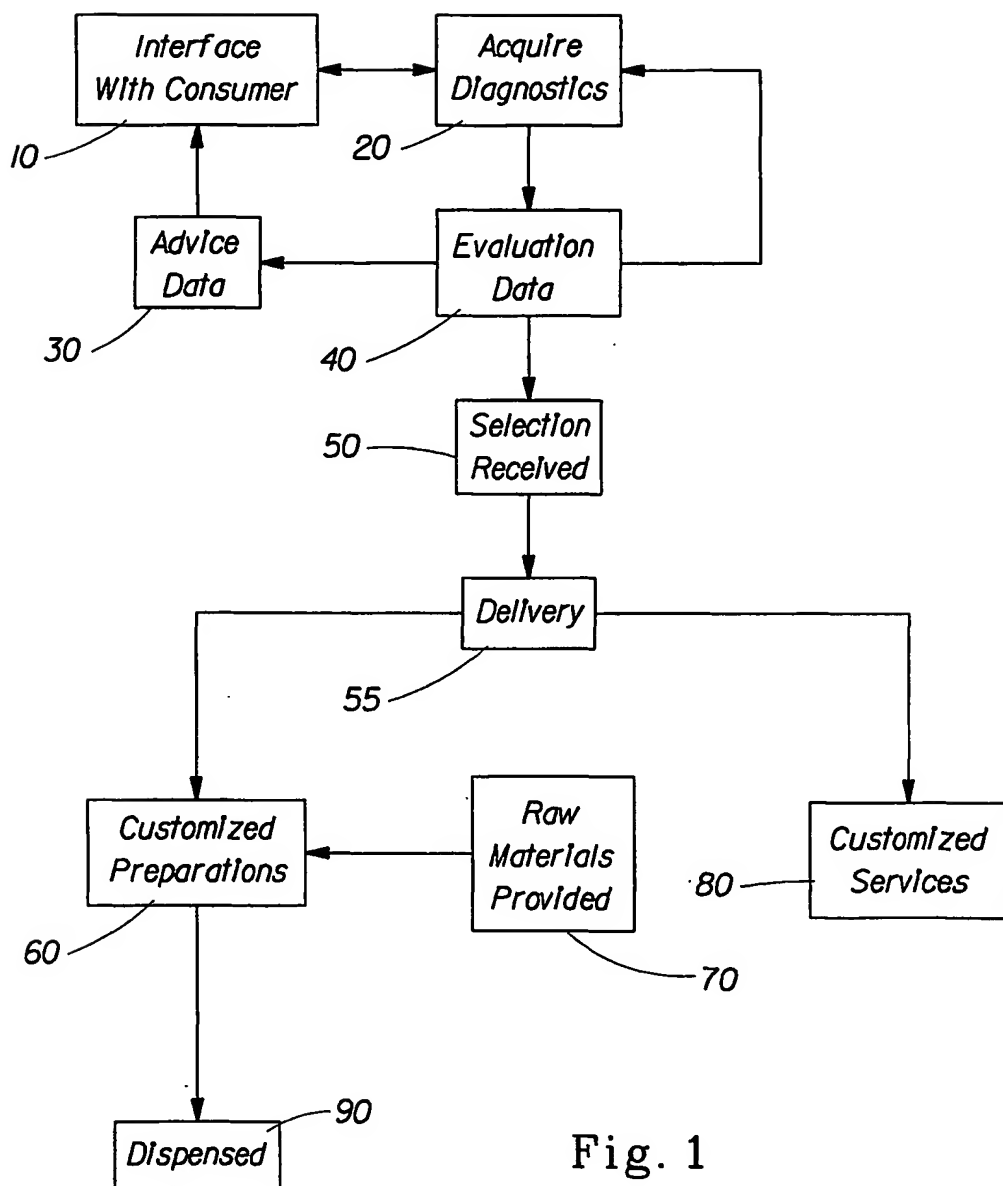 Interface
With Consumer
10
Acquire
Diagnostics
20
Advice
Data
30
Evaluation
Data
40
Selection
Received
50
Delivery
55
Customized
Preparations
60
Raw
Materials
Provided
70
Customized
Services
80
Dispensed
90
Fig. 1